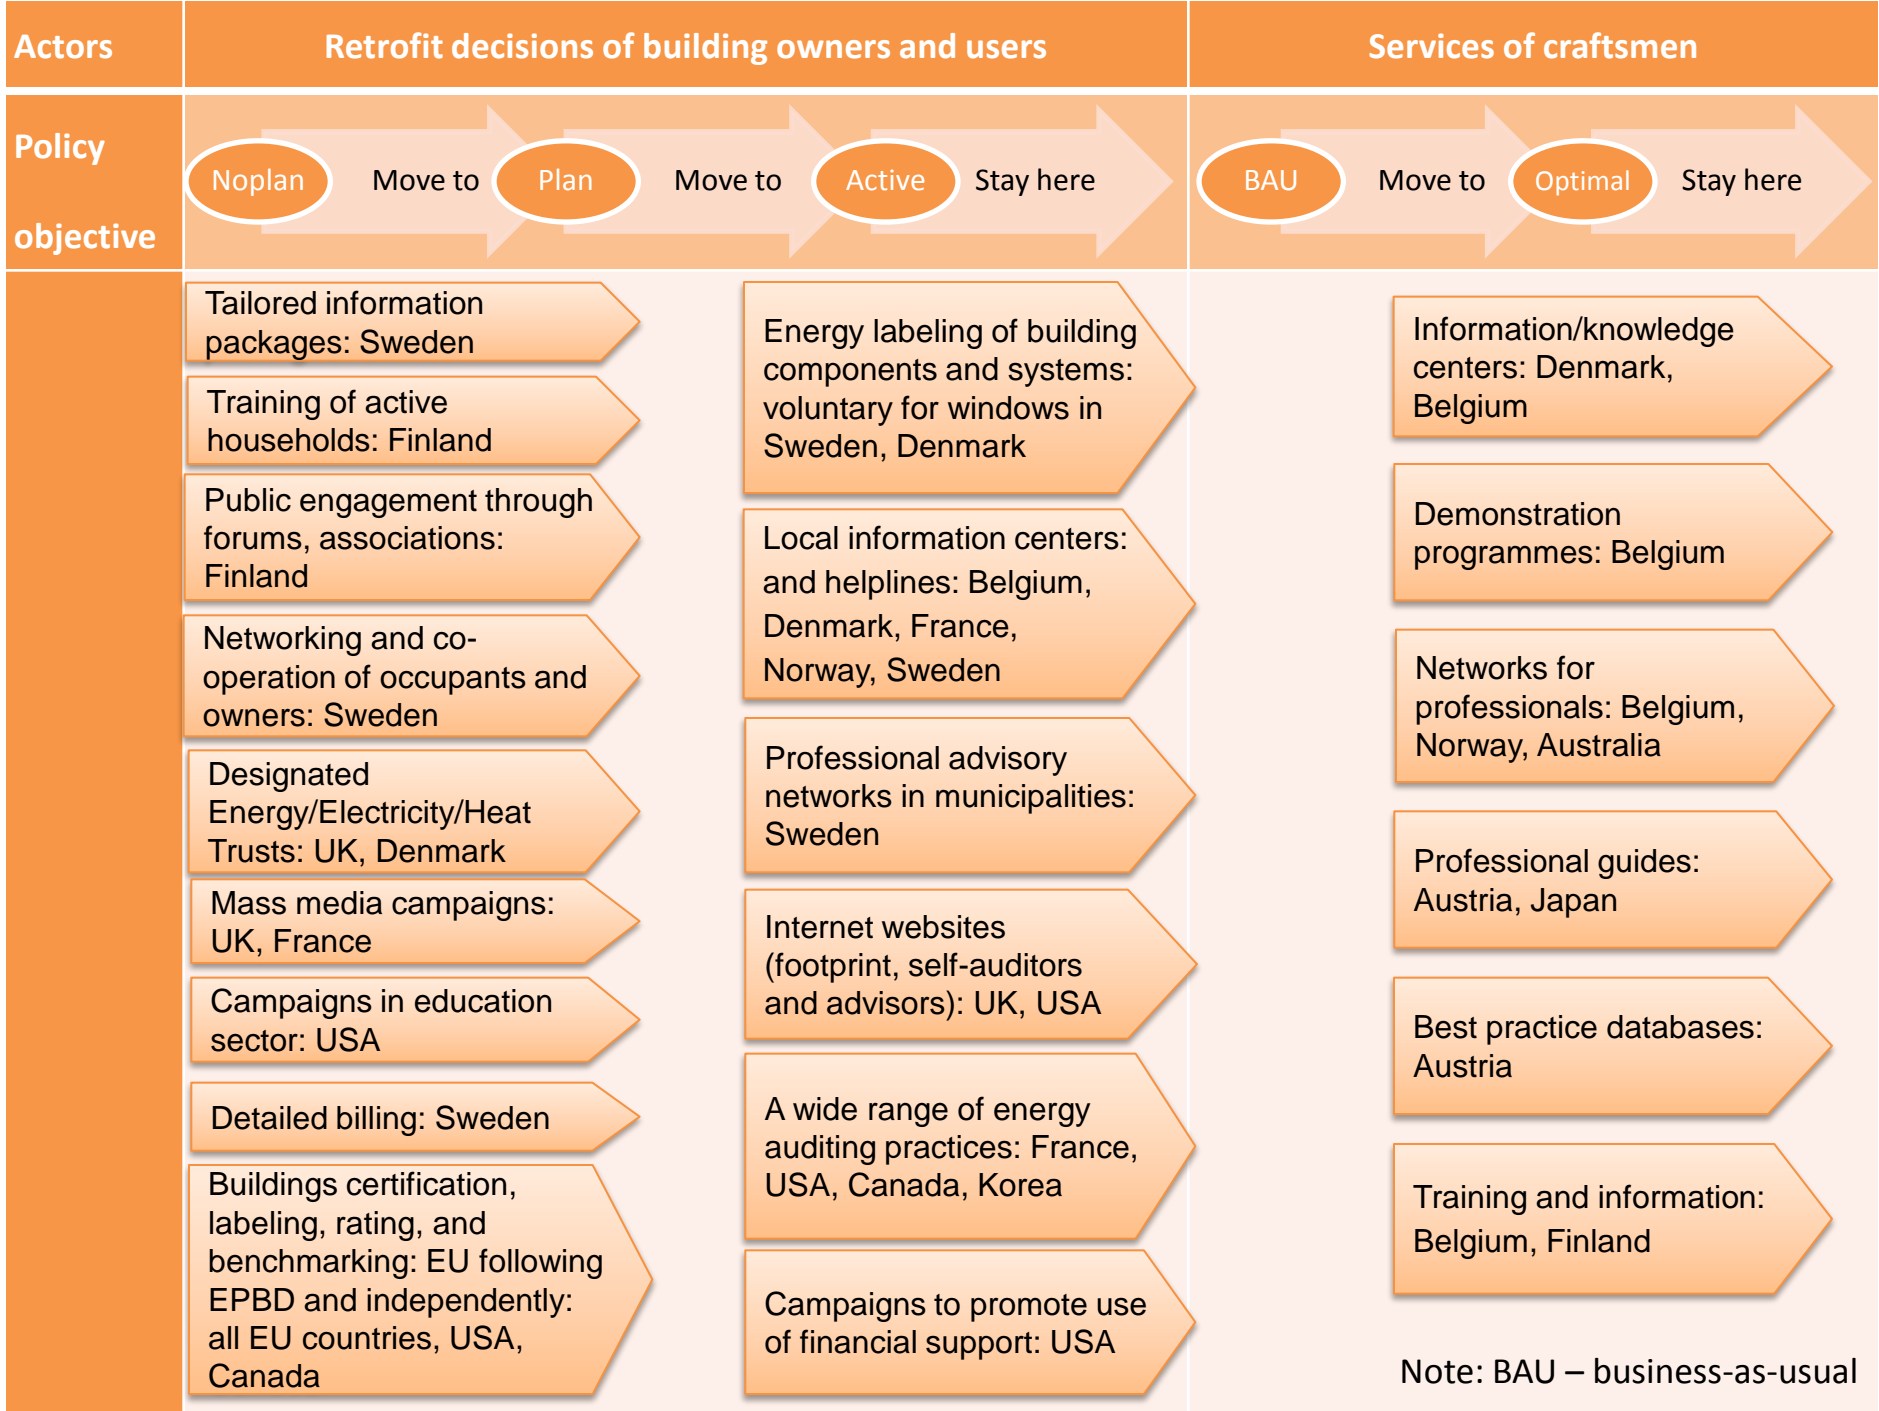 Actors
Retrofit decisions of building owners and users
Services of craftsmen
Policy
objective
Noplan
Move to
Plan
Move to
Active
Stay here
BAU
Move to
Optimal
Stay here
Tailored information
packages: Sweden
Training of active
households: Finland
Public engagement through
forums, associations:
Finland
Networking and co-
operation of occupants and
owners: Sweden
Designated
Energy/Electricity/Heat
Trusts: UK, Denmark
Mass media campaigns:
UK, France
Campaigns in education
sector: USA
Detailed billing: Sweden
Buildings certification,
labeling, rating, and
benchmarking: EU following
EPBD and independently:
all EU countries, USA,
Canada
Energy labeling of building
components and systems:
voluntary for windows in
Sweden, Denmark
Local information centers:
and helplines: Belgium,
Denmark, France,
Norway, Sweden
Professional advisory
networks in municipalities:
Sweden
Internet websites
(footprint, self-auditors
and advisors): UK, USA
A wide range of energy
auditing practices: France,
USA, Canada, Korea
Campaigns to promote use
of financial support: USA
Information/knowledge
centers: Denmark,
Belgium
Demonstration
programmes: Belgium
Networks for
professionals: Belgium,
Norway, Australia
Professional guides:
Austria, Japan
Best practice databases:
Austria
Training and information:
Belgium, Finland
Note: BAU – business-as-usual